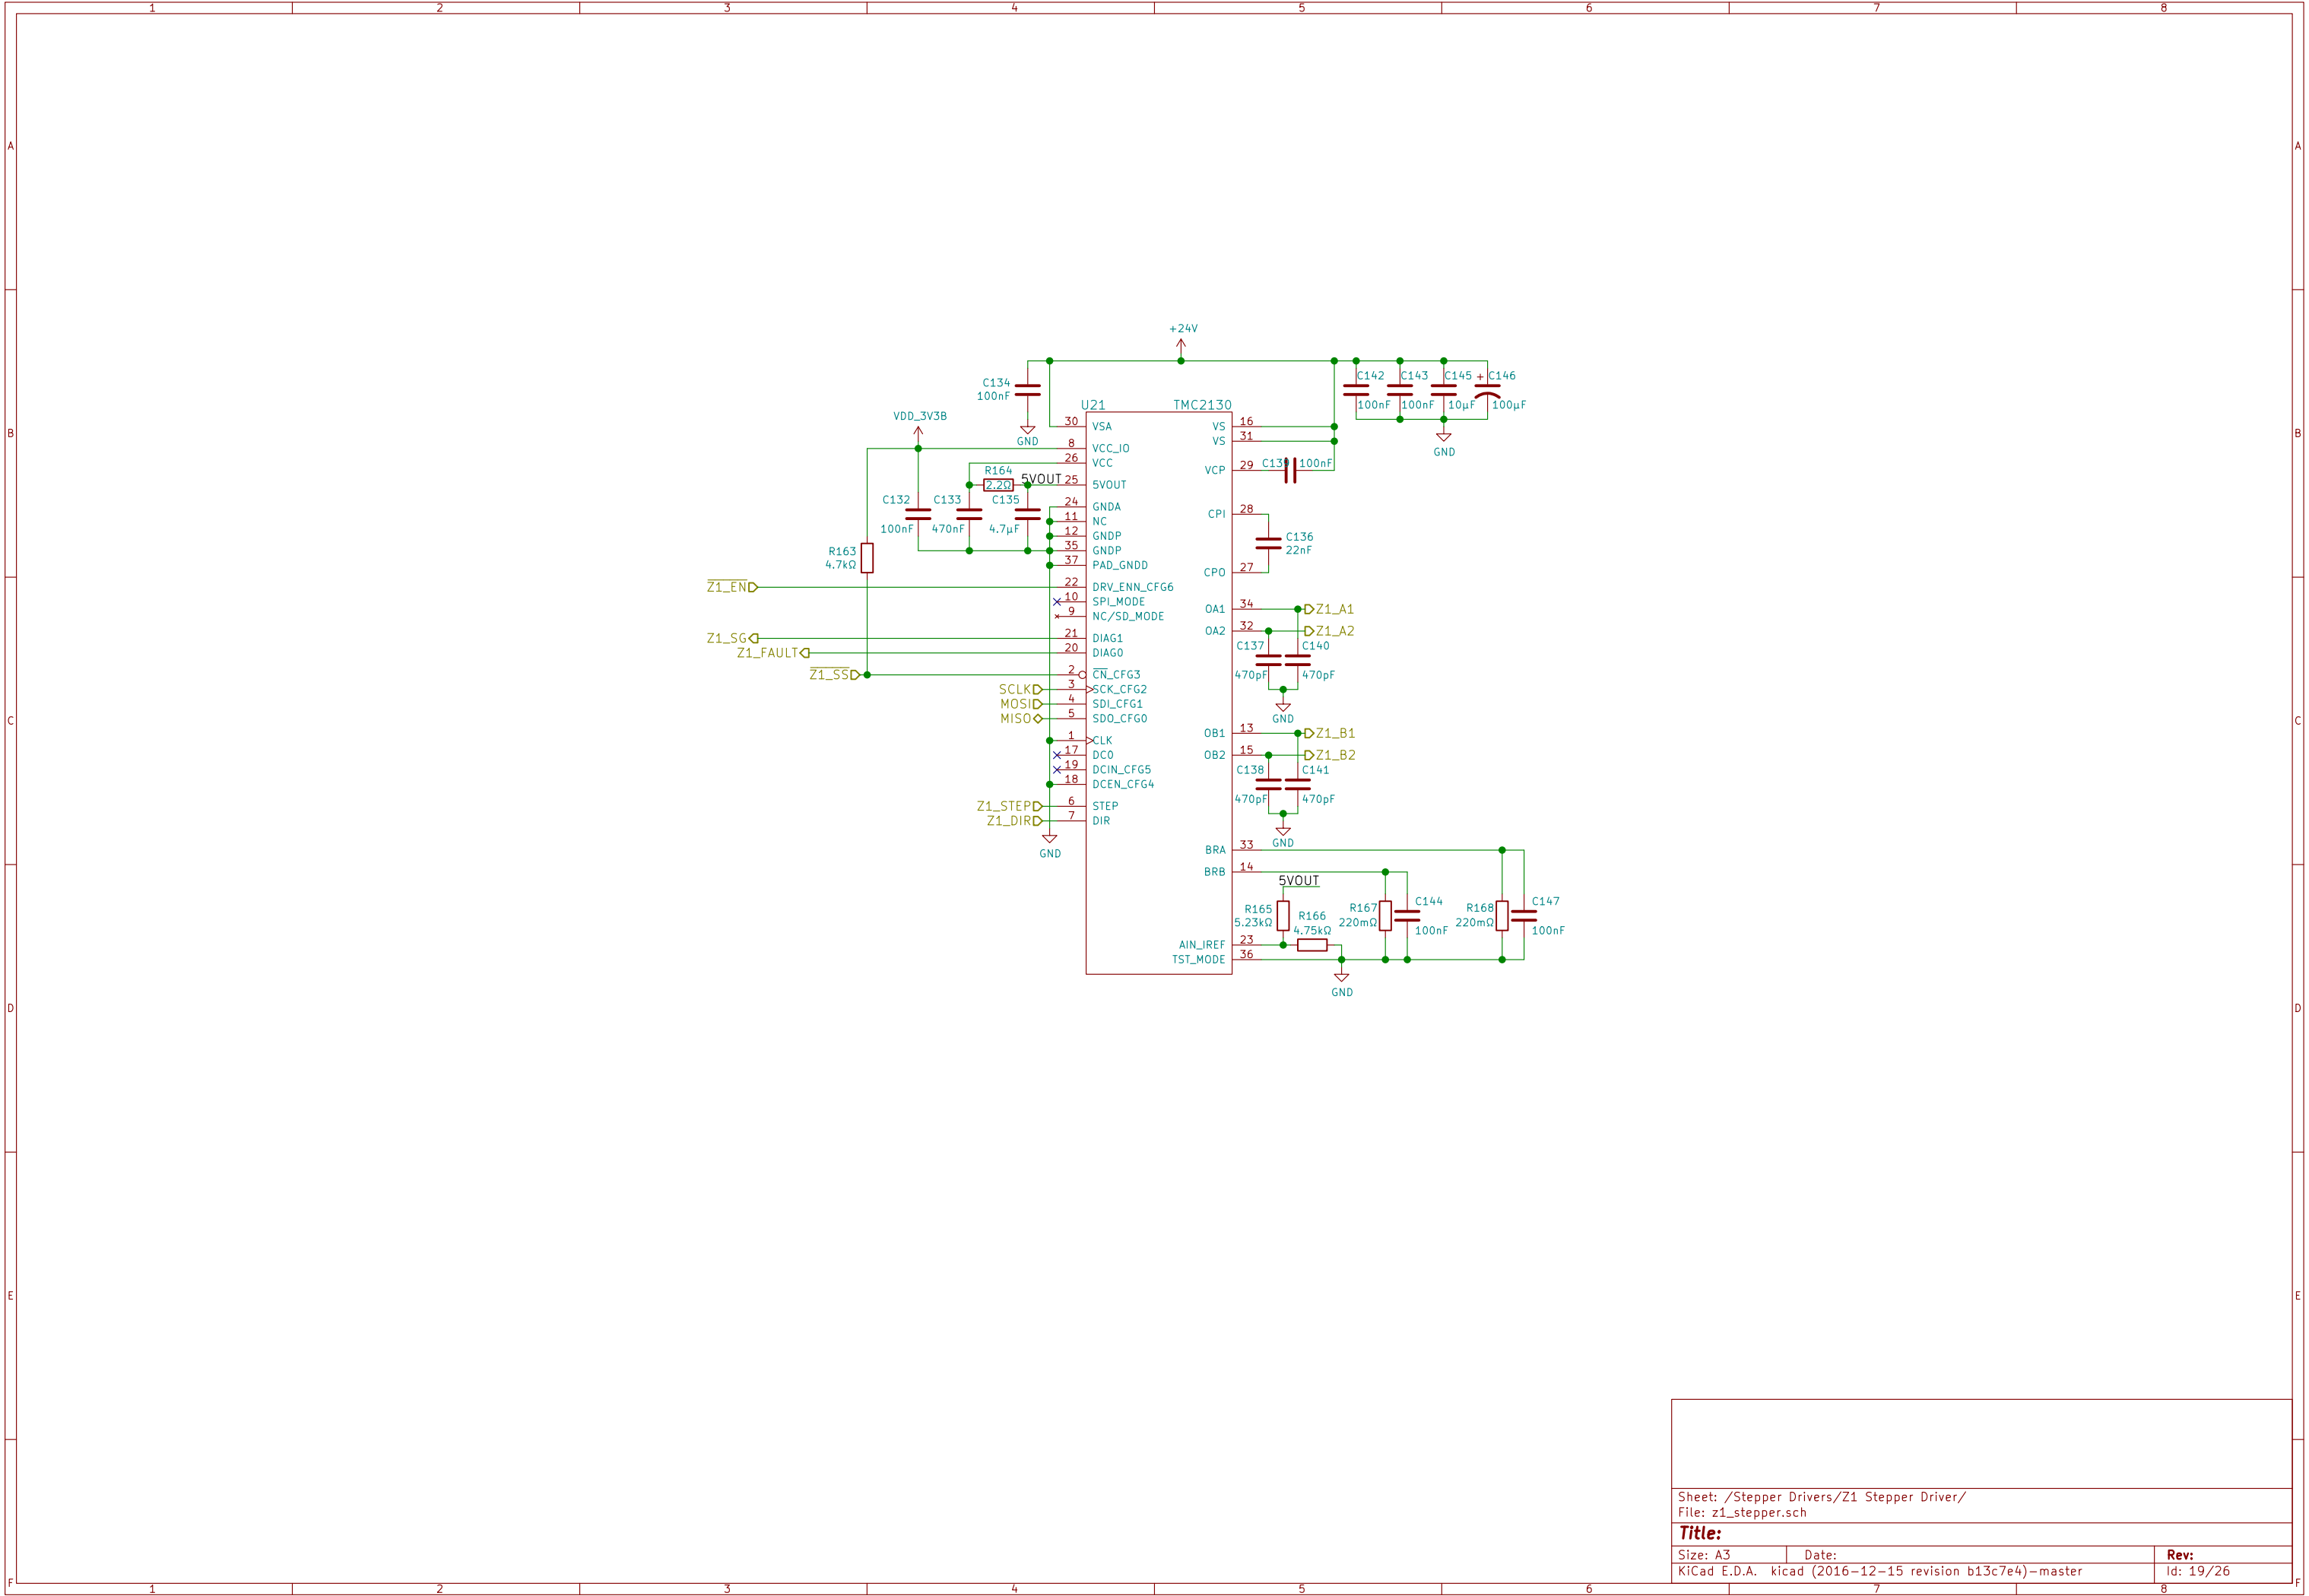 1 2 3 4 5 6 7 8
A A
+24V
C134
100nF
C142 C143 C145 + C146
100nF 100nF 10µF 100µF
GND
GND
U21 TMC2130
VDD_3V3B
B B
30 VSA
8 VCC_IO
26 VCC
R164
2.2Ω
5VOUT
25 5VOUT
24 GNDA
11 NC
12 GNDP
35 GNDP
37 PAD_GNDD
C132 C133 C135
100nF 470nF 4.7µF
R163
4.7kΩ
Z1_EN 22 DRV_ENN_CFG6
10 SPI_MODE
9 NC/SD_MODE
Z1_SG 21 DIAG1
Z1_FAULT 20 DIAG0
Z1_SS 2 CN_CFG3
SCLK 3 SCK_CFG2
MOSI 4 SDI_CFG1
MISO 5 SDO_CFG0
1 CLK
17 DC0
19 DCIN_CFG5
18 DCEN_CFG4
Z1_STEP 6 STEP
Z1_DIR 7 DIR
GND
VS 16
VS 31
VCP 29 C139 100nF
CPI 28
C136
22nF
CPO 27
OA1 34 Z1_A1
OA2 32 Z1_A2
C137 C140
470pF 470pF
GND
C C
OB1 13 Z1_B1
OB2 15 Z1_B2
C138 C141
470pF 470pF
GND
BRA 33
BRB 14
5VOUT
R165
5.23kΩ
R166
4.75kΩ
R167
220mΩ
C144
100nF
R168
220mΩ
C147
100nF
AIN_IREF 23
TST_MODE 36
GND
D D
E E
Sheet: /Stepper Drivers/Z1 Stepper Driver/
File: z1_stepper.sch
Title:
Size: A3 Date: Rev:
KiCad E.D.A. kicad (2016-12-15 revision b13c7e4)-master Id: 19/26
F F
1 2 3 4 5 6 7 8